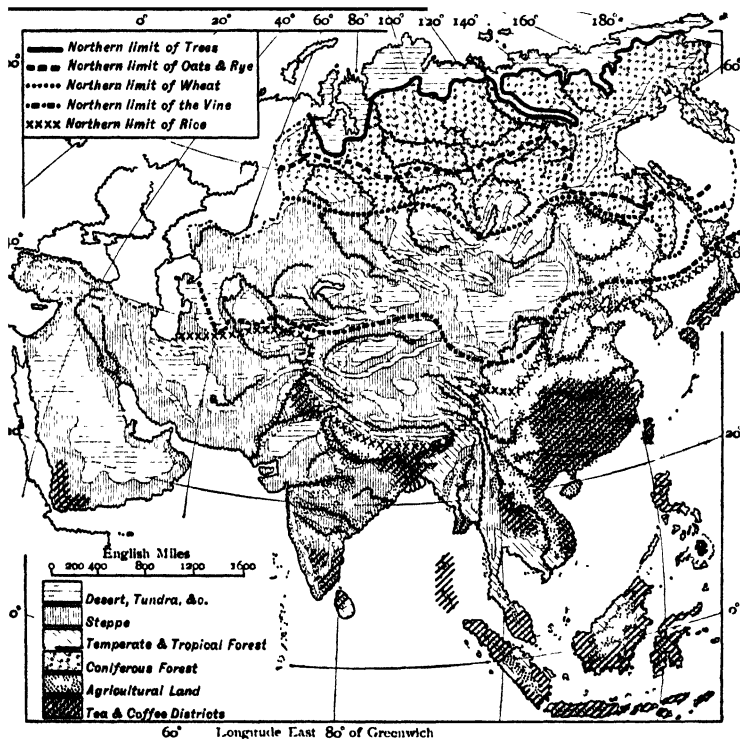 0° 20° 40° 60° 80° 100° 120° 140° 160° 180°
Northern limit of Trees
Northern limit of Oats & Rye
Northern limit of Wheat
Northern limit of the Vine
xxxxx Northern limit of Rice
60°
20°
English Miles
0 200 400 800 1200 1600
Desert, Tundra, &c.
Steppe
Temperate & Tropical Forest
Coniferous Forest
Agricultural Land
Tea & Coffee Districts
0° 0°
60° Longitude East 80° of Greenwich